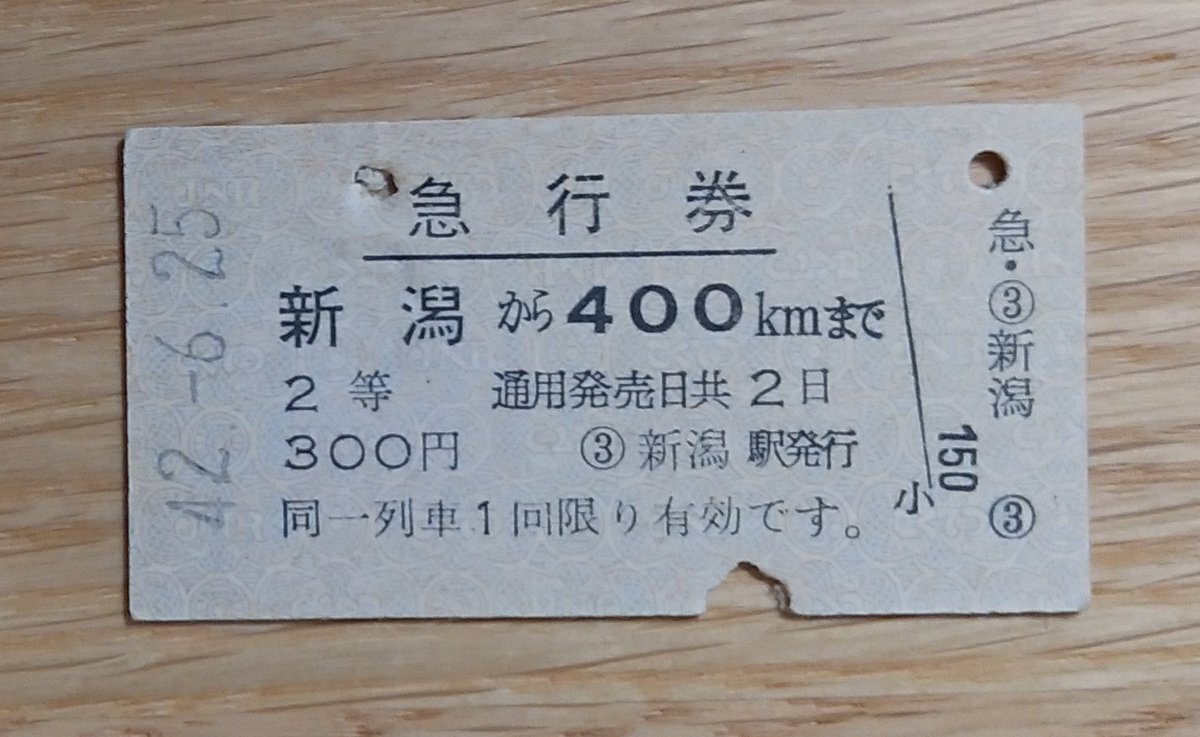 急行券
新潟から400kmまで
2等 通用発売日共2日
300円 ③新潟駅発行
同一列車1回限り有効です。
42.-6.25
小 150
急・③新潟
③